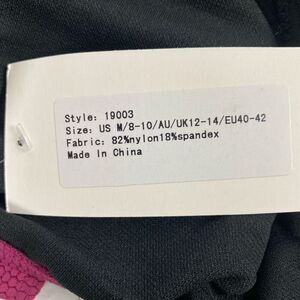 Style: 19003
Size: US M/8-10/AU/UK12-14/EU40-42
Fabric: 82%nylon18%spandex
Made In China